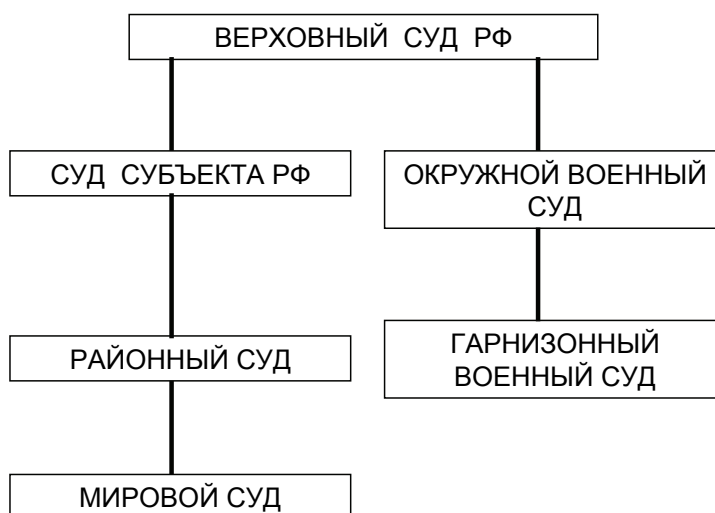 ВЕРХОВНЫЙ СУД РФ
СУД СУБЪЕКТА РФ
ОКРУЖНОЙ ВОЕННЫЙ
СУД
РАЙОННЫЙ СУД
ГАРНИЗОННЫЙ
ВОЕННЫЙ СУД
МИРОВОЙ СУД